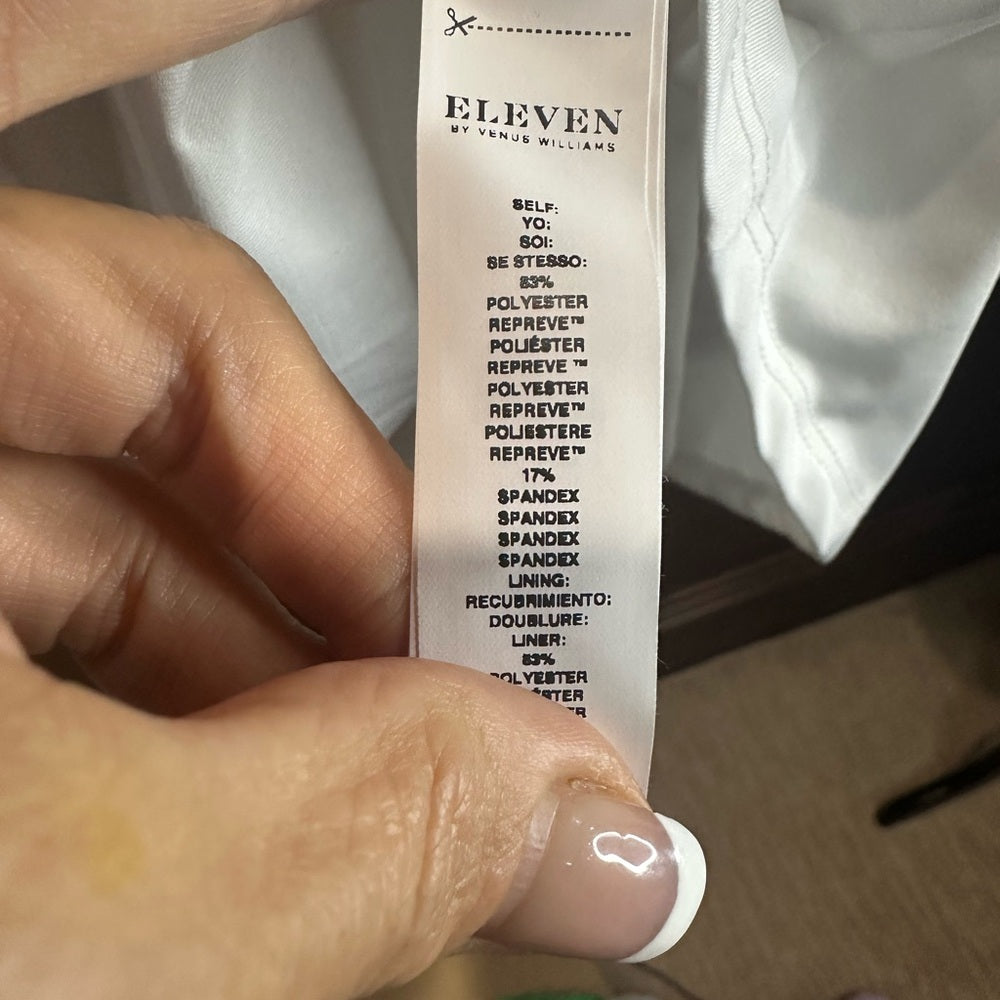 ELEVEN
BY VENUS WILLIAMS
SELF:
YO:
SOI:
SE STESSO:
83%
POLYESTER
REPREVE™
POLIÉSTER
REPREVE ™
POLYESTER
REPREVE™
POLIESTERE
REPREVE™
17%
SPANDEX
SPANDEX
SPANDEX
SPANDEX
LINING:
RECUBRIMIENTO:
DOUBLURE:
LINER:
83%